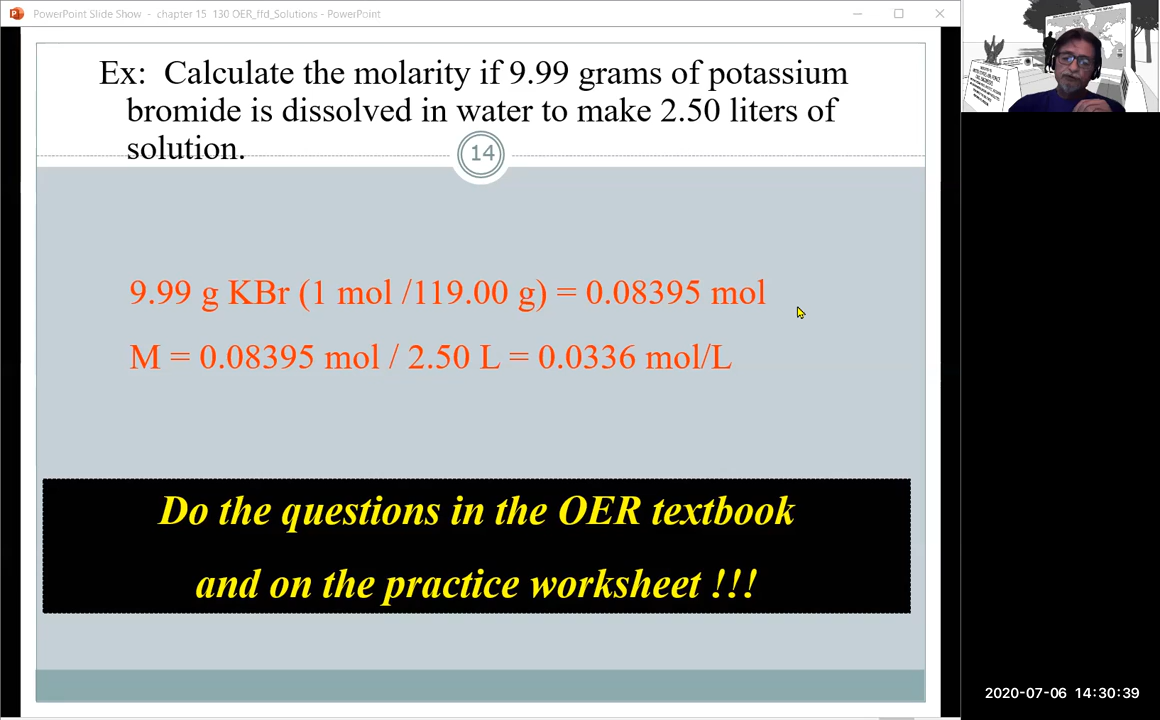 PowerPoint Slide Show - chapter 15 130 OER_ffd_Solutions - PowerPoint
Ex: Calculate the molarity if 9.99 grams of potassium
bromide is dissolved in water to make 2.50 liters of
solution.
14
9.99 g KBr (1 mol /119.00 g) = 0.08395 mol
M = 0.08395 mol / 2.50 L = 0.0336 mol/L
Do the questions in the OER textbook
and on the practice worksheet !!!
2020-07-06 14:30:39